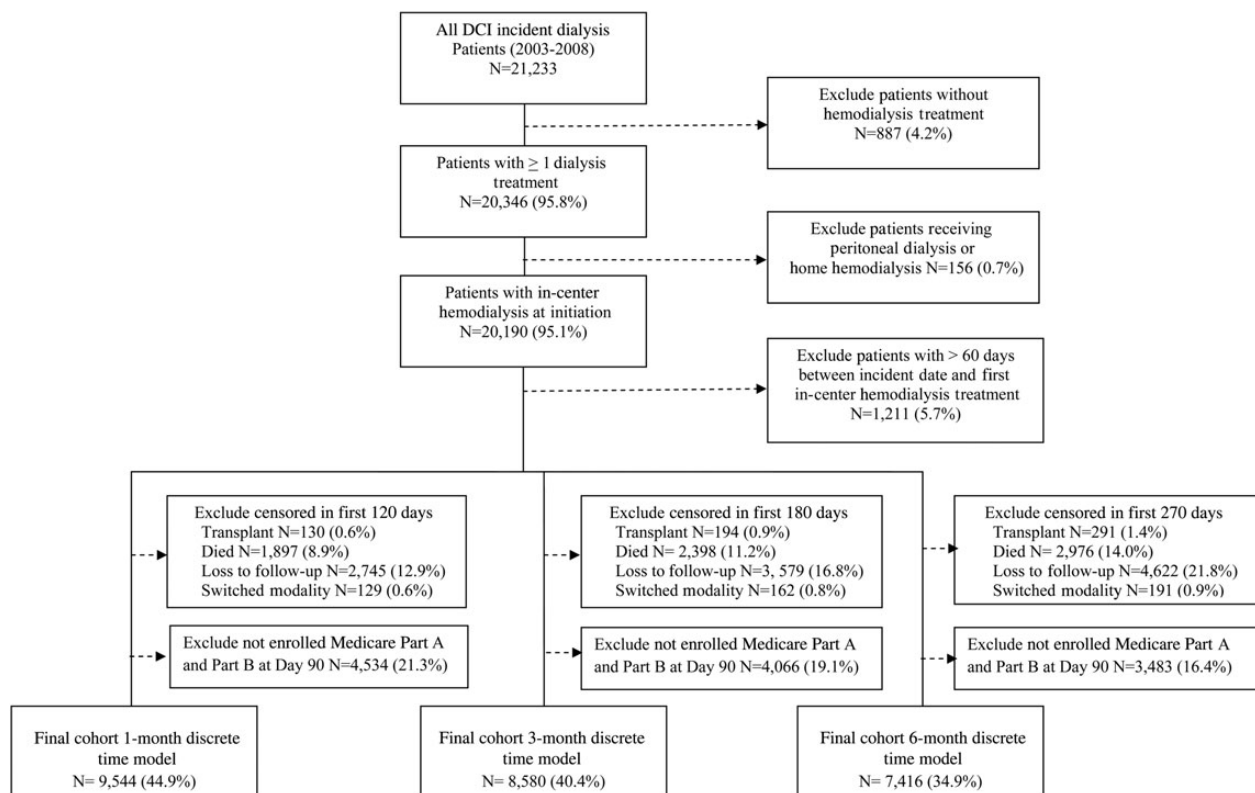 All DCI incident dialysis
Patients (2003-2008)
N=21,233
Exclude patients without
hemodialysis treatment
N=887 (4.2%)
Patients with ≥ 1 dialysis
treatment
N=20,346 (95.8%)
Exclude patients receiving
peritoneal dialysis or
home hemodialysis N=156 (0.7%)
Patients with in-center
hemodialysis at initiation
N=20,190 (95.1%)
Exclude patients with > 60 days
between incident date and first
in-center hemodialysis treatment
N=1,211 (5.7%)
Exclude censored in first 120 days
Transplant N=130 (0.6%)
Died N=1,897 (8.9%)
Loss to follow-up N=2,745 (12.9%)
Switched modality N=129 (0.6%)
Exclude censored in first 180 days
Transplant N=194 (0.9%)
Died N= 2,398 (11.2%)
Loss to follow-up N=3, 579 (16.8%)
Switched modality N=162 (0.8%)
Exclude censored in first 270 days
Transplant N=291 (1.4%)
Died N= 2,976 (14.0%)
Loss to follow-up N=4,622 (21.8%)
Switched modality N=191 (0.9%)
Exclude not enrolled Medicare Part A
and Part B at Day 90 N=4,534 (21.3%)
Exclude not enrolled Medicare Part A
and Part B at Day 90 N=4,066 (19.1%)
Exclude not enrolled Medicare Part A
and Part B at Day 90 N=3,483 (16.4%)
Final cohort 1-month discrete
time model
N= 9,544 (44.9%)
Final cohort 3-month discrete
time model
N= 8,580 (40.4%)
Final cohort 6-month discrete
time model
N= 7,416 (34.9%)